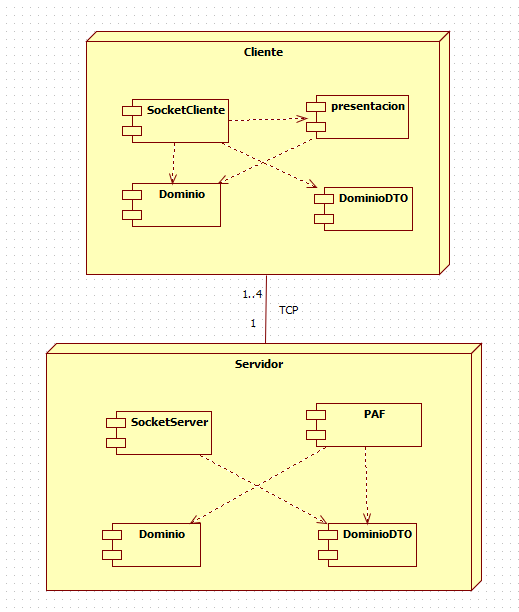 Cliente
SocketCliente
presentacion
Dominio
DominioDTO
1..4
TCP
1
Servidor
SocketServer
PAF
Dominio
DominioDTO